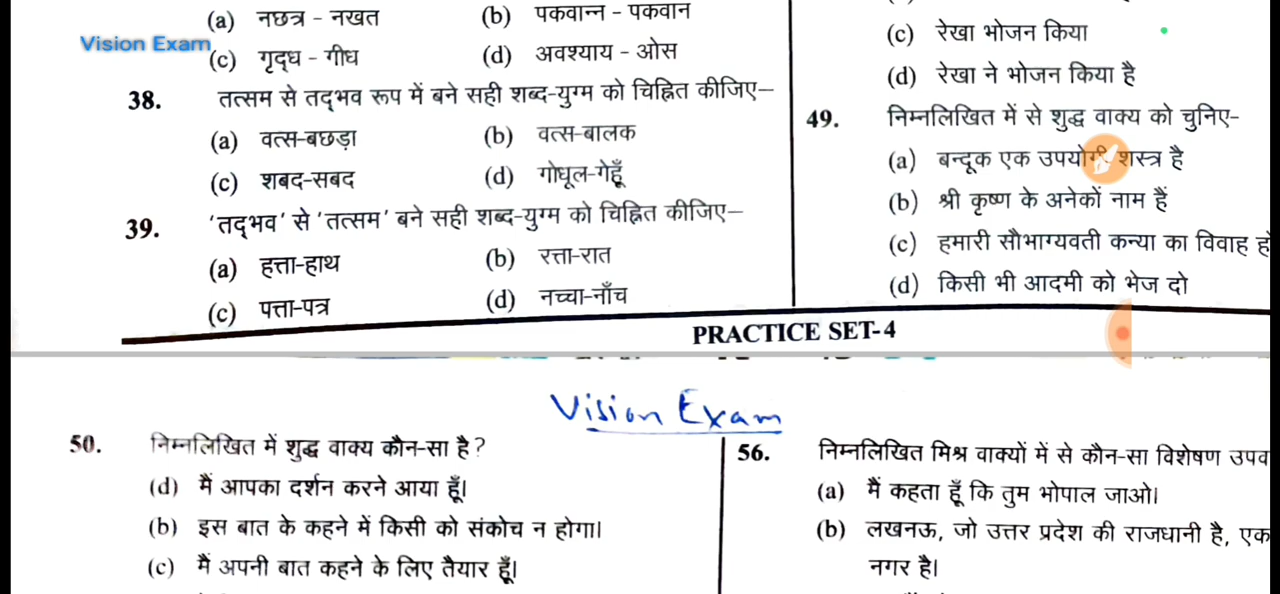 (a) नछत्र - नखत
(b) पकवान्न - पकवान
Vision Exam
(c) गृद्ध - गीध
(d) अवश्याय - ओस
38. तत्सम से तद्भव रूप में बने सही शब्द-युग्म को चिह्नित कीजिए–
(a) वत्स-बछड़ा
(b) वत्स-बालक
(c) शबद-सबद
(d) गोधूल-गेहूँ
39. 'तद्भव' से 'तत्सम' बने सही शब्द-युग्म को चिह्नित कीजिए–
(a) हत्ता-हाथ
(b) रत्ता-रात
(c) पत्ता-पत्र
(d) नच्चा-नाँच
(c) रेखा भोजन किया
(d) रेखा ने भोजन किया है
49. निम्नलिखित में से शुद्ध वाक्य को चुनिए-
(a) बन्दूक एक उपयोगी शस्त्र है
(b) श्री कृष्ण के अनेकों नाम हैं
(c) हमारी सौभाग्यवती कन्या का विवाह
(d) किसी भी आदमी को भेज दो
PRACTICE SET-4
Vision Exam
50. निम्नलिखित में शुद्ध वाक्य कौन-सा है?
(d) मैं आपका दर्शन करने आया हूँ।
(b) इस बात के कहने में किसी को संकोच न होगा।
(c) मैं अपनी बात कहने के लिए तैयार हूँ।
56. निम्नलिखित मिश्र वाक्यों में से कौन-सा विशेषण उपव
(a) मैं कहता हूँ कि तुम भोपाल जाओ।
(b) लखनऊ, जो उत्तर प्रदेश की राजधानी है, एक
नगर है।